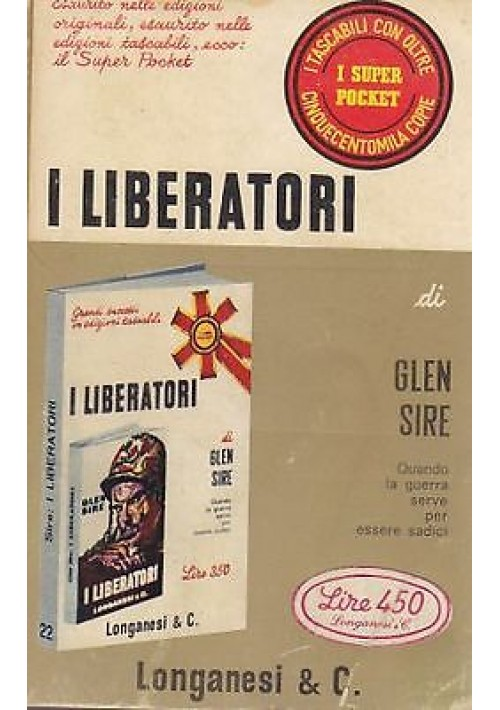 Esaurito nelle edizioni
originali, esaurito nelle
edizioni tascabili, ecco:
il Super Pocket
I TASCABILI CON OLTRE
I SUPER
POCKET
CINQUECENTOMILA COPIE
I LIBERATORI
di
GLEN
SIRE
Quando
la guerra
serve
per
essere sadici
Lire 450
Longanesi & C.
Grandi successi
in edizioni tascabili
I LIBERATORI
di
GLEN
SIRE
Quando
la guerra
serve
per
essere sadici
Lire 350
Longanesi & C.
Sire: I LIBERATORI
22
GLEN
SIRE
I LIBERATORI
LONGANESI & C.
Longanesi & C.